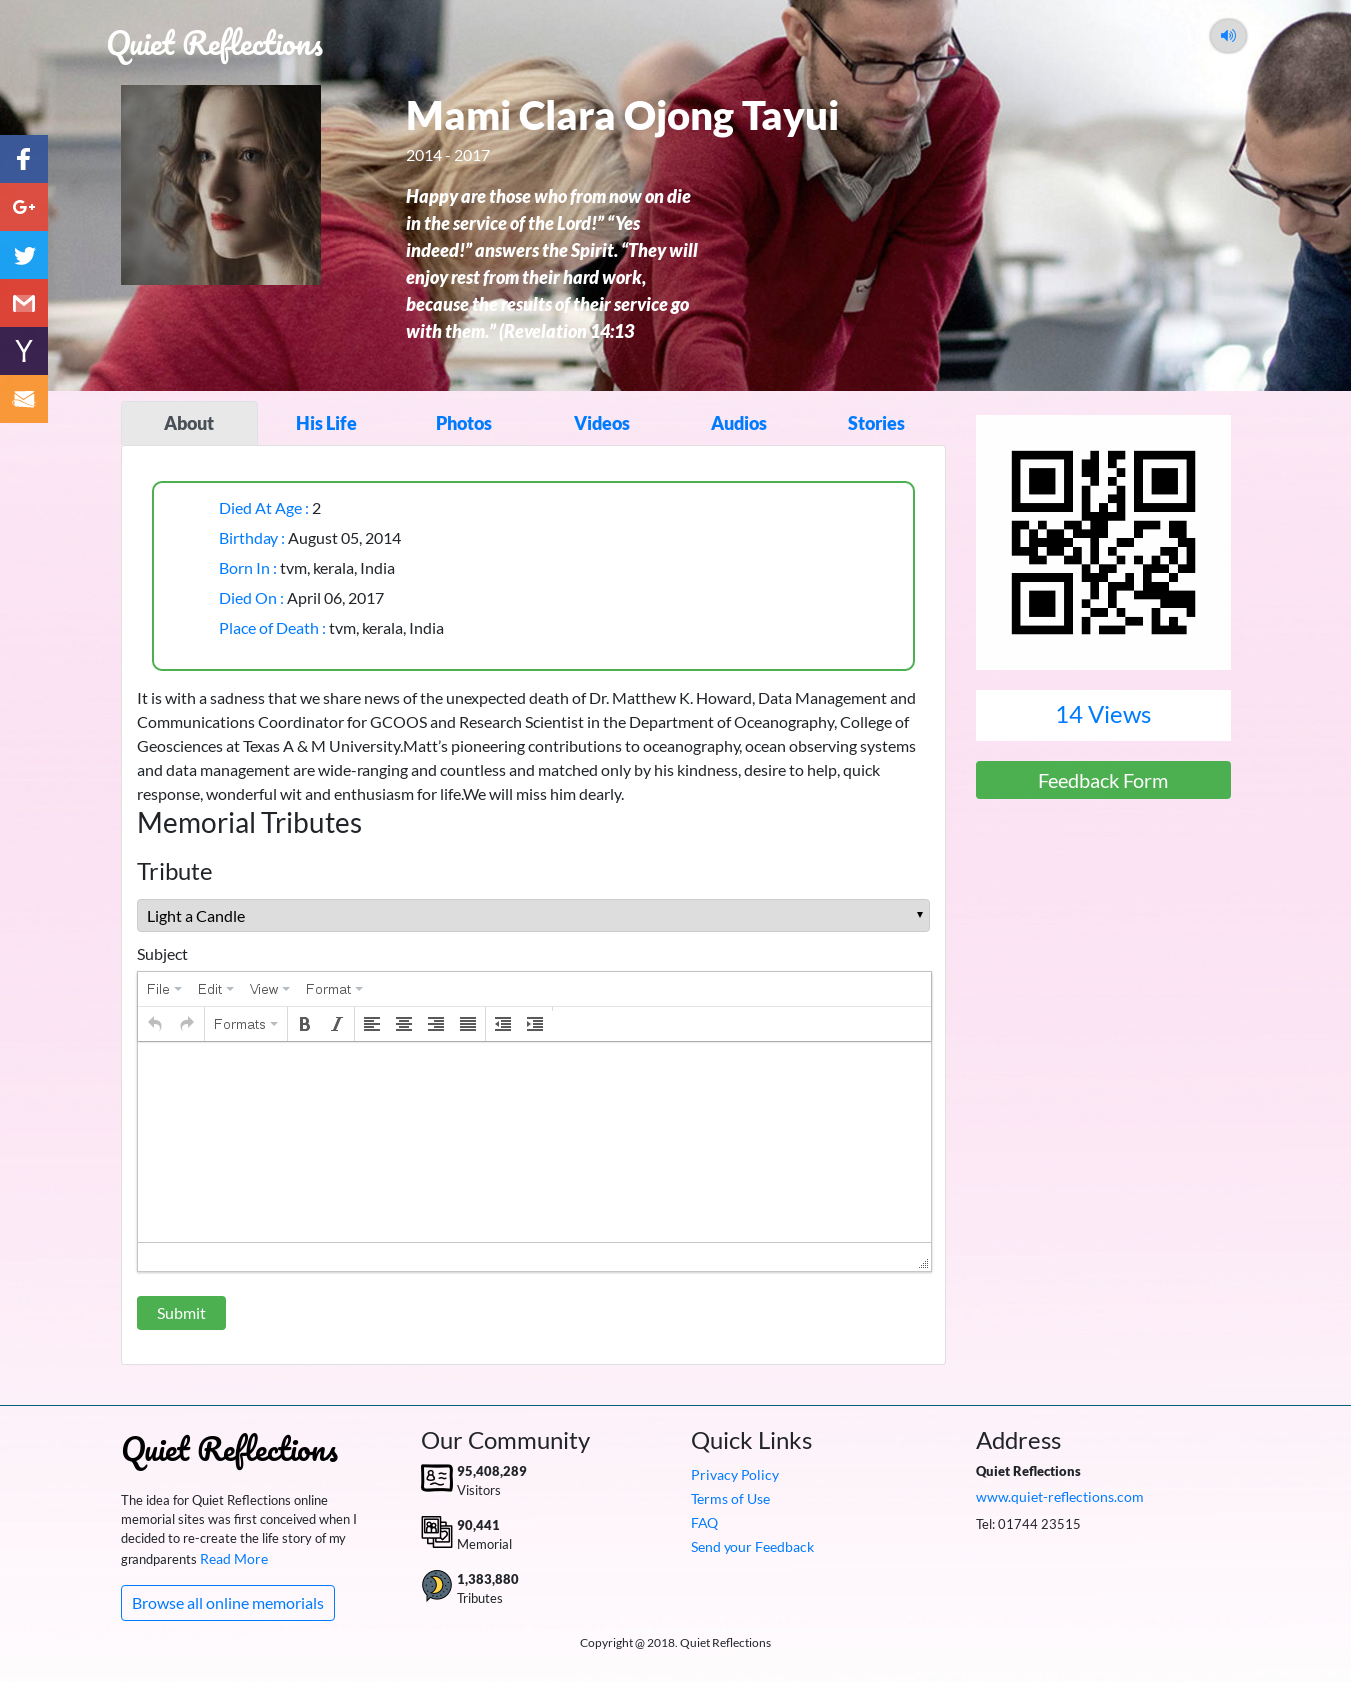 Quiet Reflections
Mami Clara Ojong Tayui
2014 - 2017
Happy are those who from now on die
in the service of the Lord!” “Yes
indeed!” answers the Spirit. “They will
enjoy rest from their hard work,
because the results of their service go
with them.” (Revelation 14:13
About
His Life
Photos
Videos
Audios
Stories
Died At Age : 2
Birthday : August 05, 2014
Born In : tvm, kerala, India
Died On : April 06, 2017
Place of Death : tvm, kerala, India
It is with a sadness that we share news of the unexpected death of Dr. Matthew K. Howard, Data Management and
Communications Coordinator for GCOOS and Research Scientist in the Department of Oceanography, College of
Geosciences at Texas A & M University.Matt’s pioneering contributions to oceanography, ocean observing systems
and data management are wide-ranging and countless and matched only by his kindness, desire to help, quick
response, wonderful wit and enthusiasm for life.We will miss him dearly.
14 Views
Feedback Form
Memorial Tributes
Tribute
Light a Candle
Subject
File Edit View Format
Formats B I
Submit
Quiet Reflections
The idea for Quiet Reflections online
memorial sites was first conceived when I
decided to re-create the life story of my
grandparents Read More
Browse all online memorials
Our Community
95,408,289
Visitors
90,441
Memorial
1,383,880
Tributes
Quick Links
Privacy Policy
Terms of Use
FAQ
Send your Feedback
Address
Quiet Reflections
www.quiet-reflections.com
Tel: 01744 23515
Copyright @ 2018. Quiet Reflections